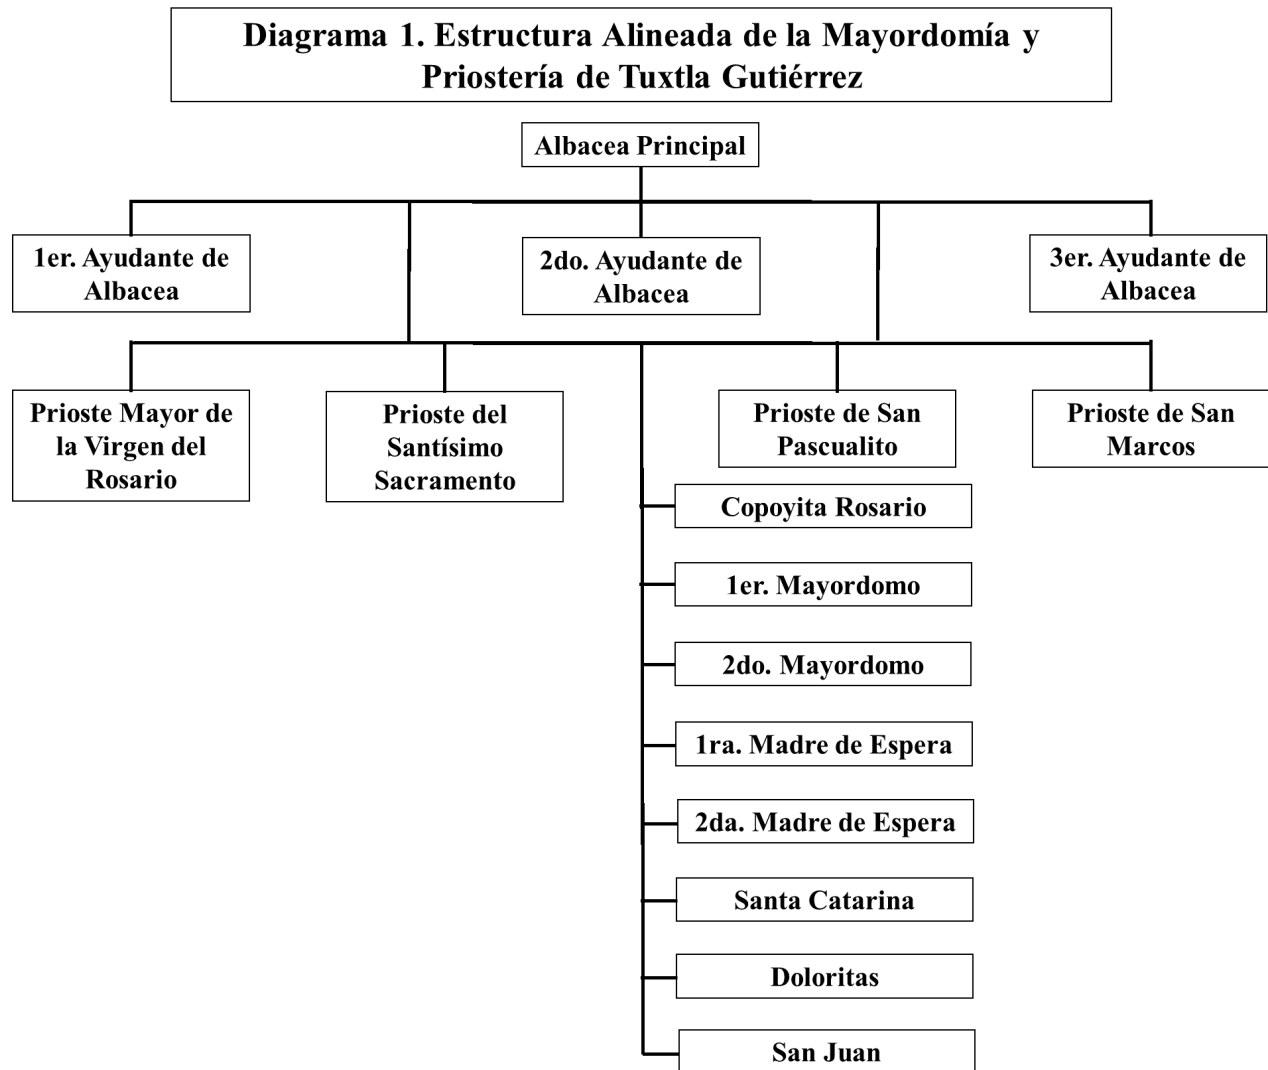 Diagrama 1. Estructura Alineada de la Mayordomía y
Priostería de Tuxtla Gutiérrez
Albacea Principal
1er. Ayudante de
Albacea
2do. Ayudante de
Albacea
3er. Ayudante de
Albacea
Prioste Mayor de
la Virgen del
Rosario
Prioste del
Santísimo
Sacramento
Prioste de San
Pascualito
Prioste de San
Marcos
Copoyita Rosario
1er. Mayordomo
2do. Mayordomo
1ra. Madre de Espera
2da. Madre de Espera
Santa Catarina
Doloritas
San Juan